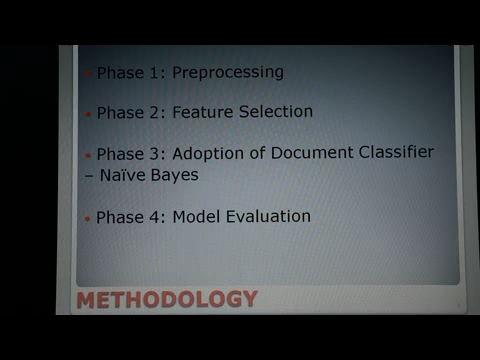 • Phase 1: Preprocessing
• Phase 2: Feature Selection
• Phase 3: Adoption of Document Classifier
– Naïve Bayes
• Phase 4: Model Evaluation
METHODOLOGY